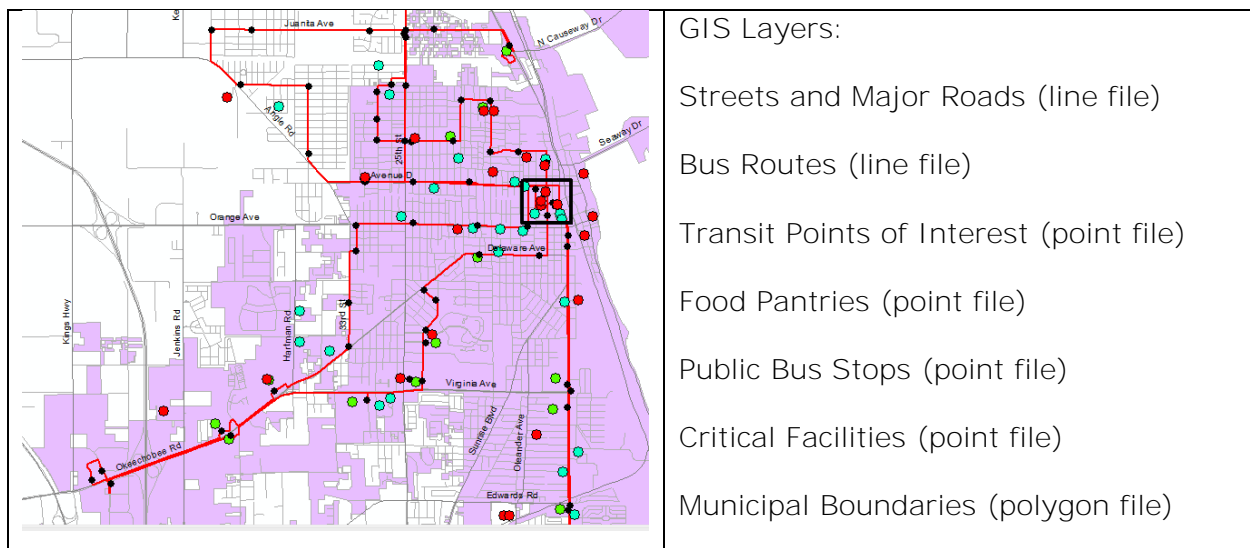 Juanita Ave
Ke
N Causeway Dr
Angle Rd
25th St
Seaway Dr
Avenue D
Orange Ave
Delaware Ave
Kings Hwy
Jenkins Rd
Hartman Rd
33rd St
Virginia Ave
Sunrise Blvd
Oleander Ave
Okeechobee Rd
Edwards Rd
GIS Layers:
Streets and Major Roads (line file)
Bus Routes (line file)
Transit Points of Interest (point file)
Food Pantries (point file)
Public Bus Stops (point file)
Critical Facilities (point file)
Municipal Boundaries (polygon file)